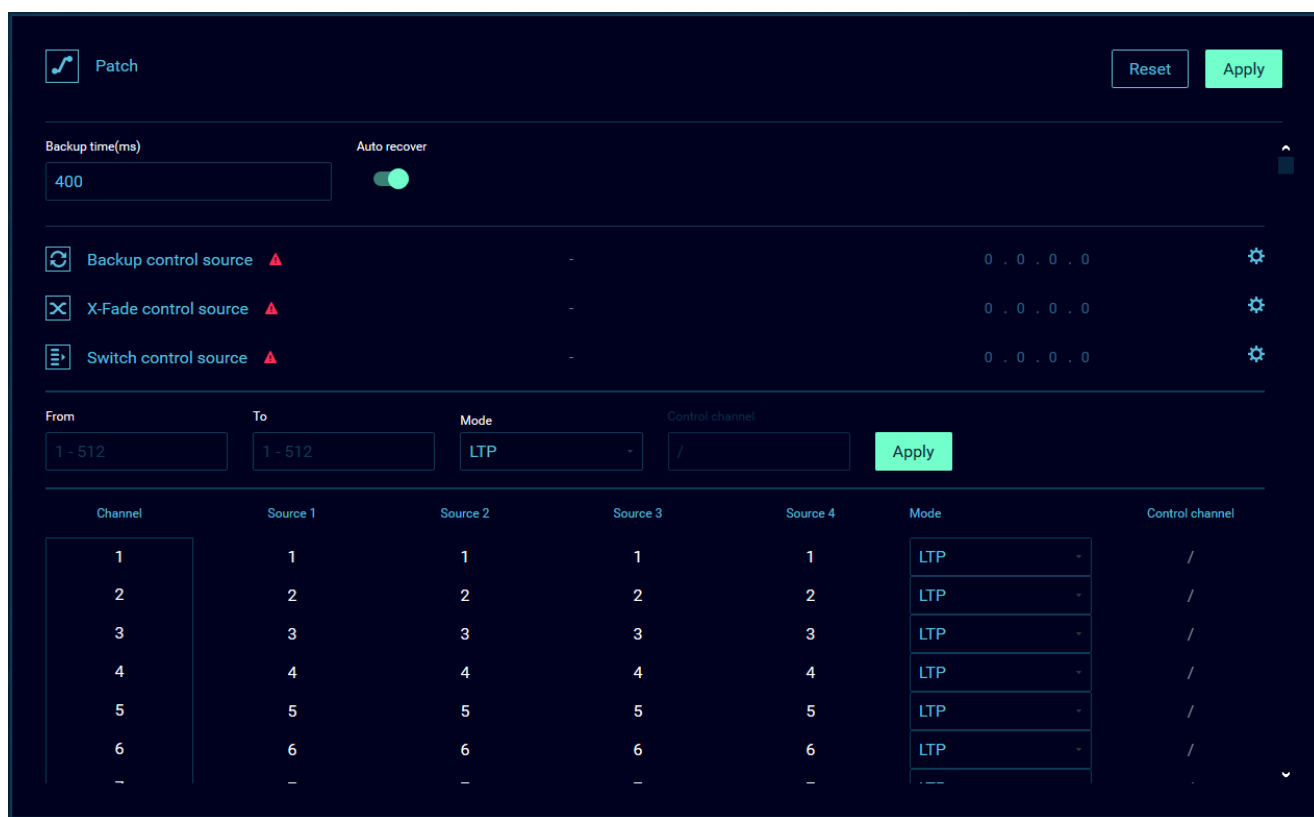 Patch
Reset Apply
Backup time(ms) Auto recover
400
Backup control source - 0 . 0 . 0 . 0
X-Fade control source - 0 . 0 . 0 . 0
Switch control source - 0 . 0 . 0 . 0
From To Mode Control channel
1 - 512 1 - 512 LTP / Apply
Channel Source 1 Source 2 Source 3 Source 4 Mode Control channel
1 1 1 1 1 LTP /
2 2 2 2 2 LTP /
3 3 3 3 3 LTP /
4 4 4 4 4 LTP /
5 5 5 5 5 LTP /
6 6 6 6 6 LTP /